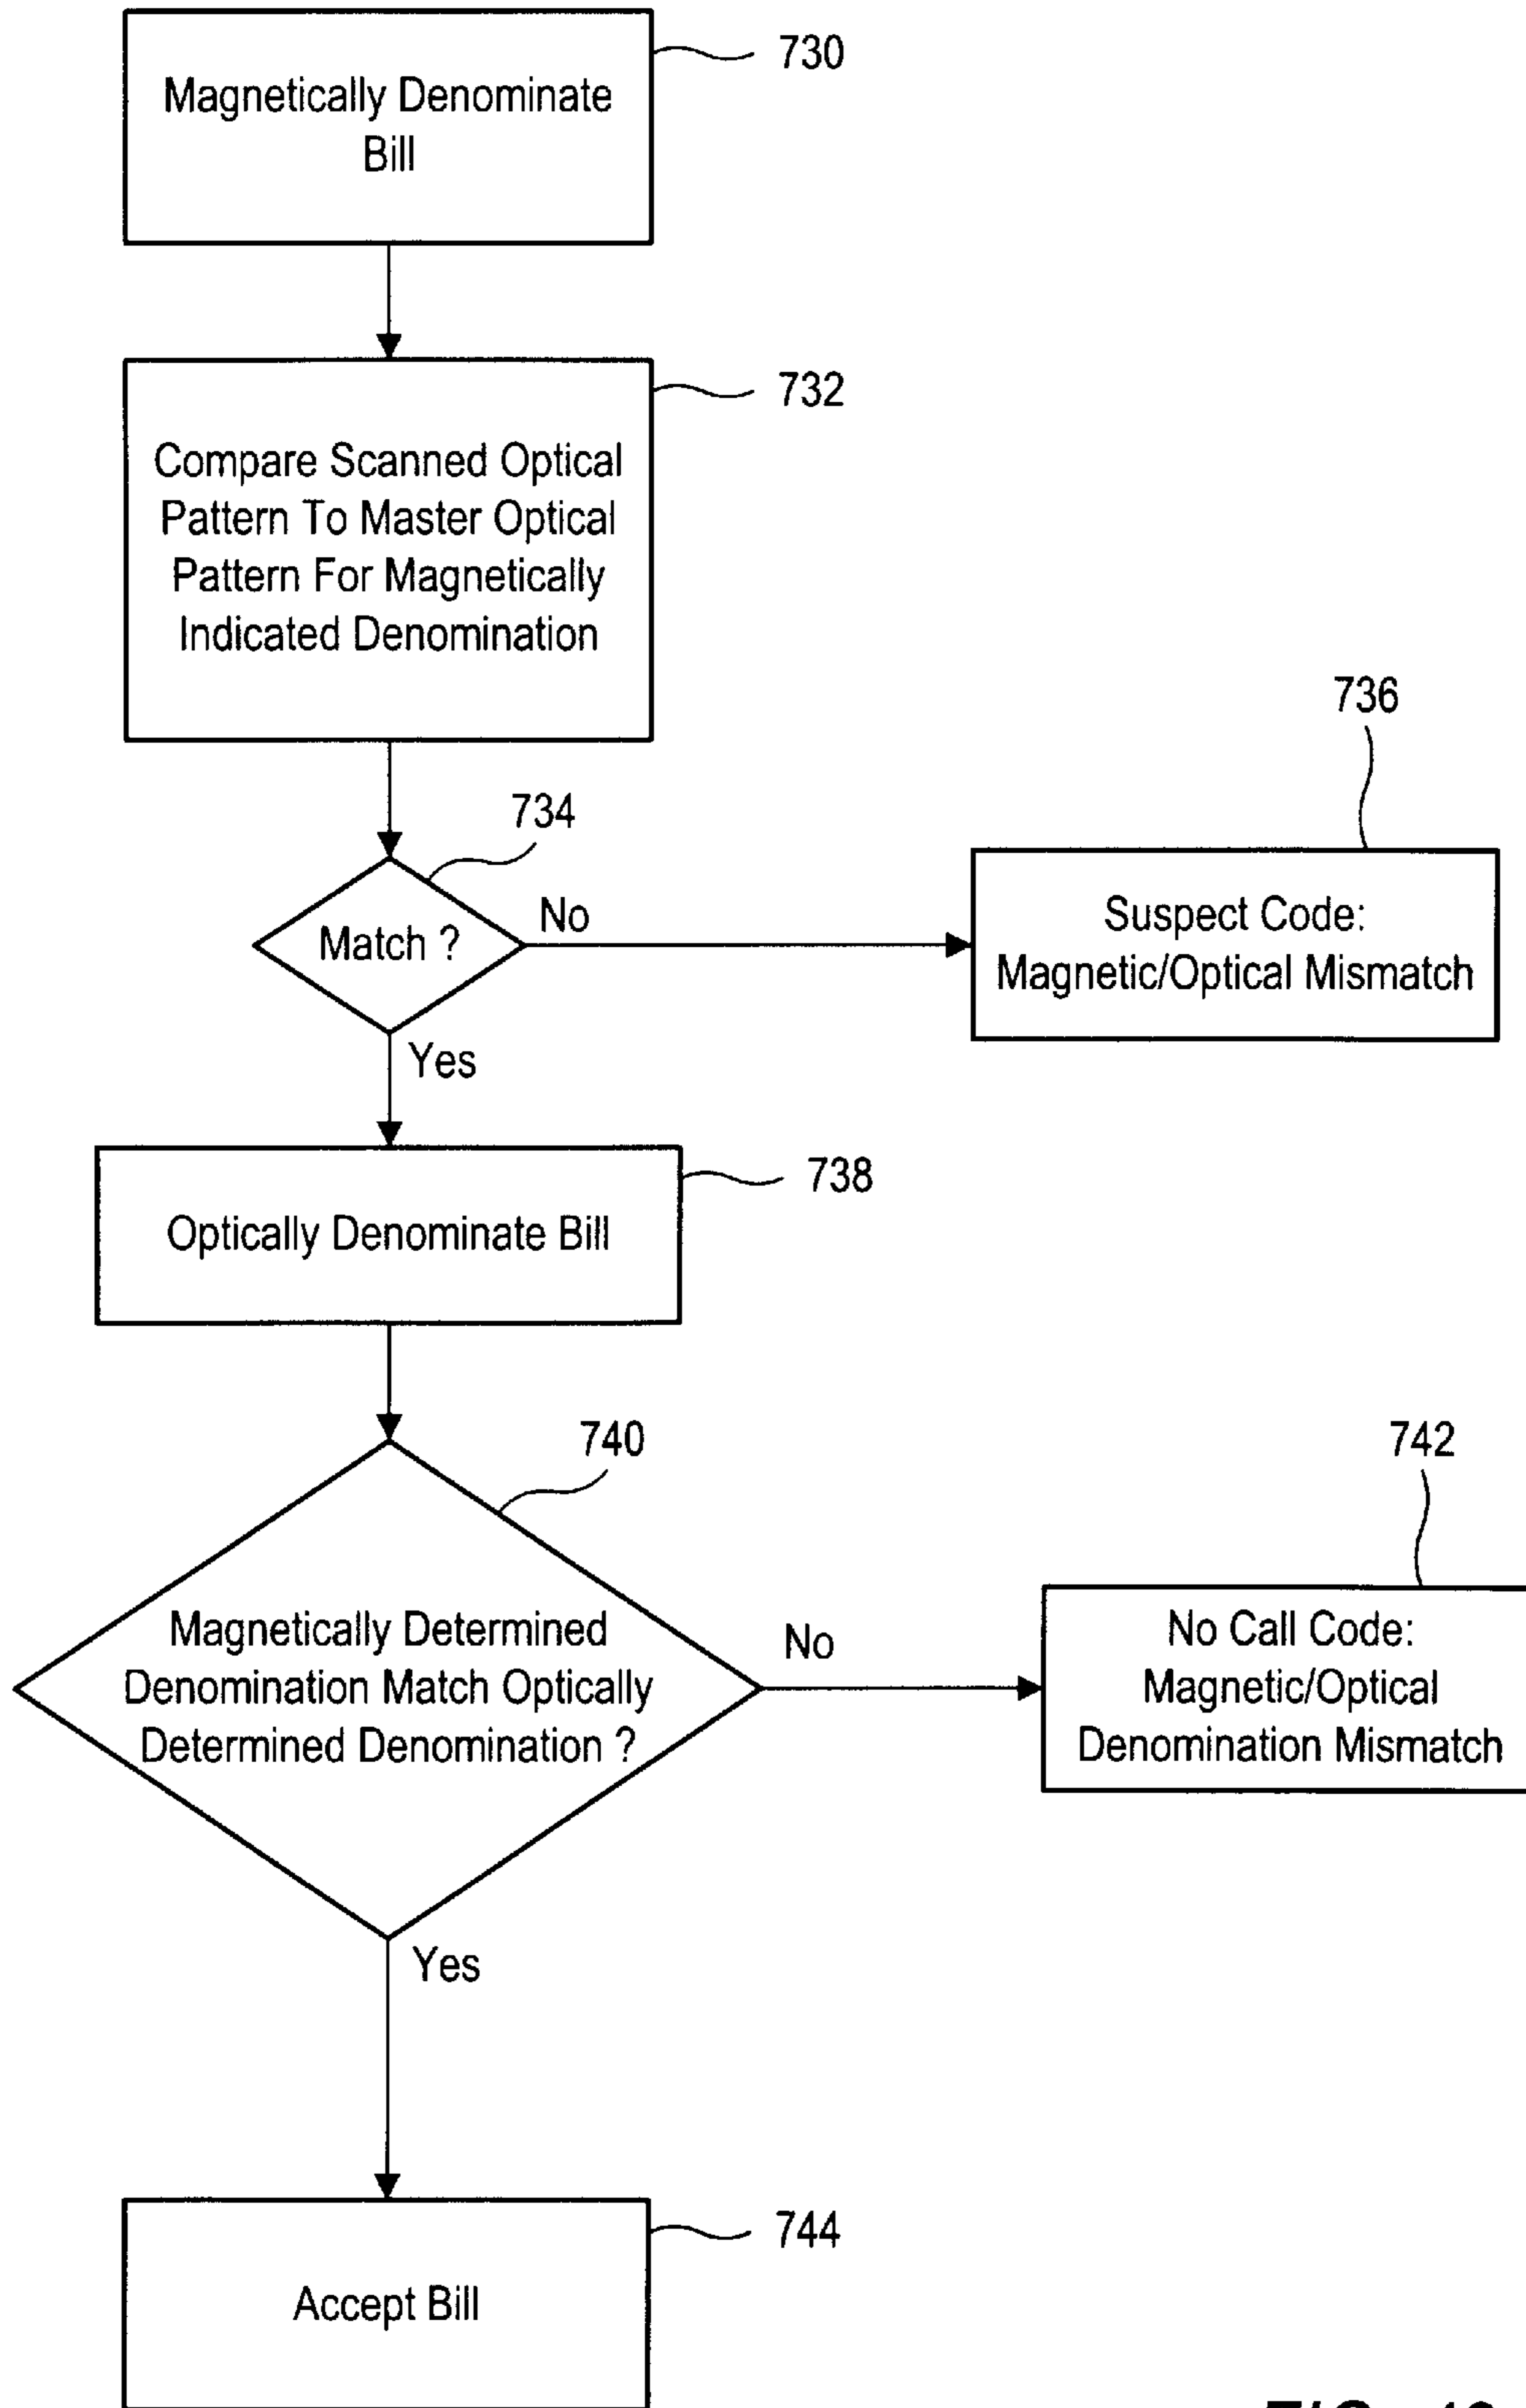 730
Magnetically Denominate
Bill
732
Compare Scanned Optical
Pattern To Master Optical
Pattern For Magnetically
Indicated Denomination
734
Match ?
No
736
Suspect Code:
Magnetic/Optical Mismatch
Yes
738
Optically Denominate Bill
740
Magnetically Determined
Denomination Match Optically
Determined Denomination ?
No
742
No Call Code:
Magnetic/Optical
Denomination Mismatch
Yes
744
Accept Bill